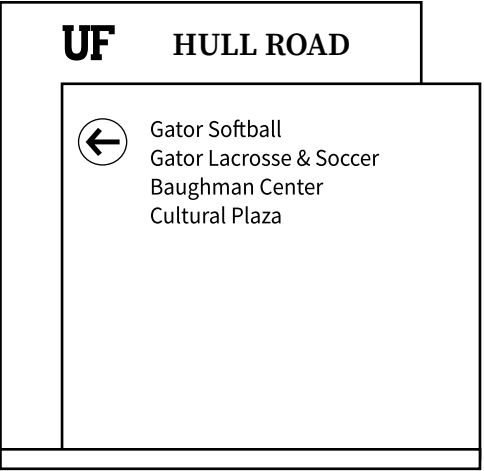 UF HULL ROAD
Gator Softball
Gator Lacrosse & Soccer
Baughman Center
Cultural Plaza